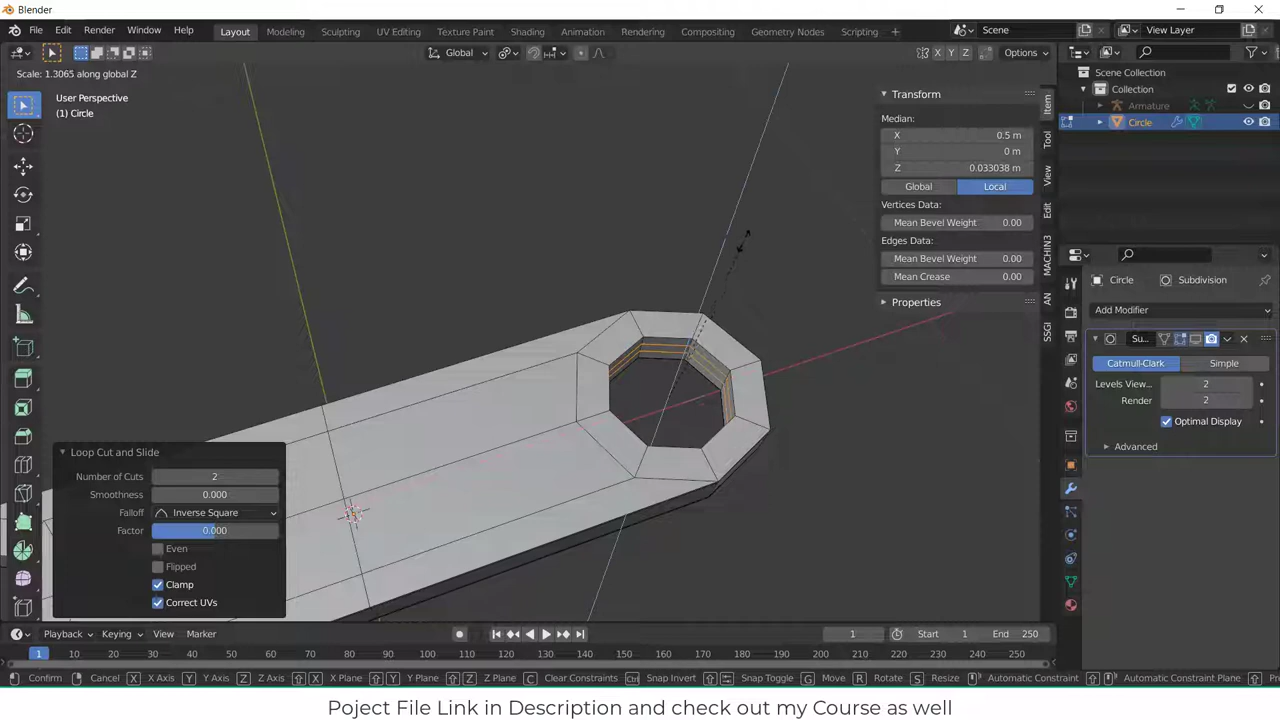 Blender
File Edit Render Window Help Layout Modeling Sculpting UV Editing Texture Paint Shading Animation Rendering Compositing Geometry Nodes Scripting Scene View Layer
Global X Y Z Options
Scale: 1.3065 along global Z
User Perspective
(1) Circle
Transform
Median:
X 0.5 m
Y 0 m
Z 0.033038 m
Global Local
Vertices Data:
Mean Bevel Weight 0.00
Edges Data:
Mean Bevel Weight 0.00
Mean Crease 0.00
Properties
Item
Tool
View
Edit
MACHIN3
AN
SSGI
Scene Collection
Collection
Armature
Circle
Circle Subdivision
Add Modifier
Su...
Catmull-Clark Simple
Levels View... 2
Render 2
Optimal Display
Advanced
Loop Cut and Slide
Number of Cuts 2
Smoothness 0.000
Falloff Inverse Square
Factor 0.000
Even
Flipped
Clamp
Correct UVs
Playback Keying View Marker 1 Start 1 End 250
1 10 20 30 40 50 60 70 80 90 100 110 120 130 140 150 160 170 180 190 200 210 220 230 240 250
Confirm Cancel X X Axis Y Y Axis Z Z Axis X X Plane Y Y Plane Z Z Plane C Clear Constraints Ctrl Snap Invert Snap Toggle G Move R Rotate S Resize Automatic Constraint Automatic Constraint Plane
Poject File Link in Description and check out my Course as well